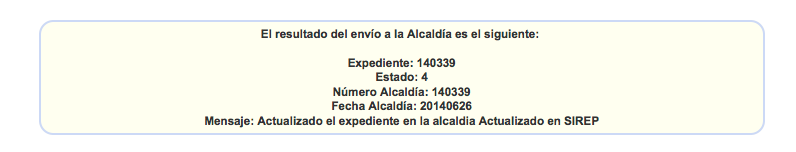 El resultado del envío a la Alcaldía es el siguiente:
Expediente: 140339
Estado: 4
Número Alcaldía: 140339
Fecha Alcaldía: 20140626
Mensaje: Actualizado el expediente en la alcaldia Actualizado en SIREP